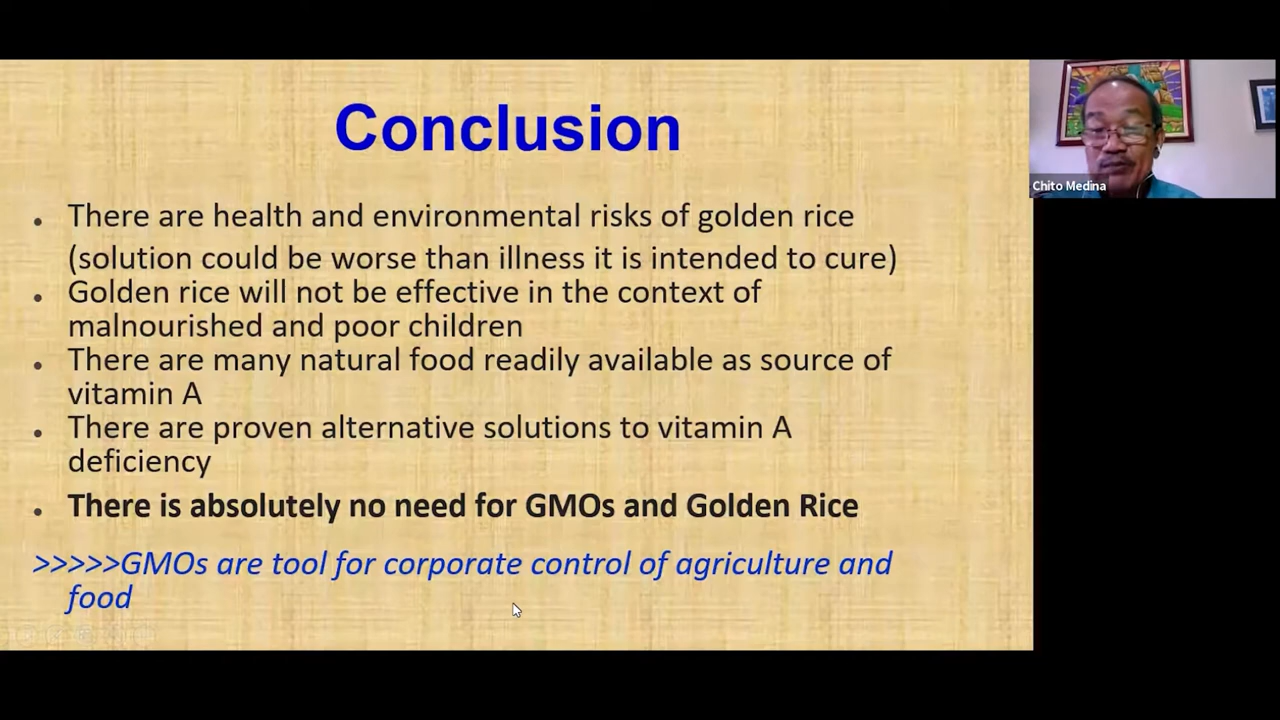 Conclusion
Chito Medina
• There are health and environmental risks of golden rice
(solution could be worse than illness it is intended to cure)
• Golden rice will not be effective in the context of
malnourished and poor children
• There are many natural food readily available as source of
vitamin A
• There are proven alternative solutions to vitamin A
deficiency
• There is absolutely no need for GMOs and Golden Rice
>>>>>GMOs are tool for corporate control of agriculture and
food